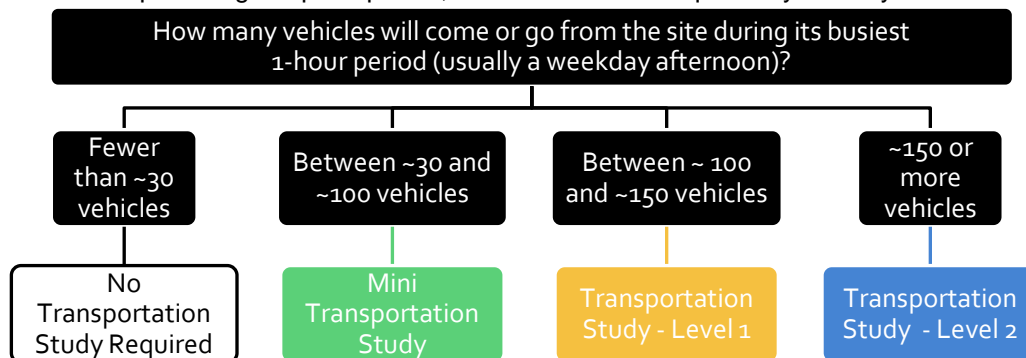 How many vehicles will come or go from the site during its busiest
1-hour period (usually a weekday afternoon)?
Fewer
than ~30
vehicles
Between ~30 and
~100 vehicles
Between ~ 100
and ~150 vehicles
~150 or
more
vehicles
No
Transportation
Study Required
Mini
Transportation
Study
Transportation
Study - Level 1
Transportation
Study - Level 2